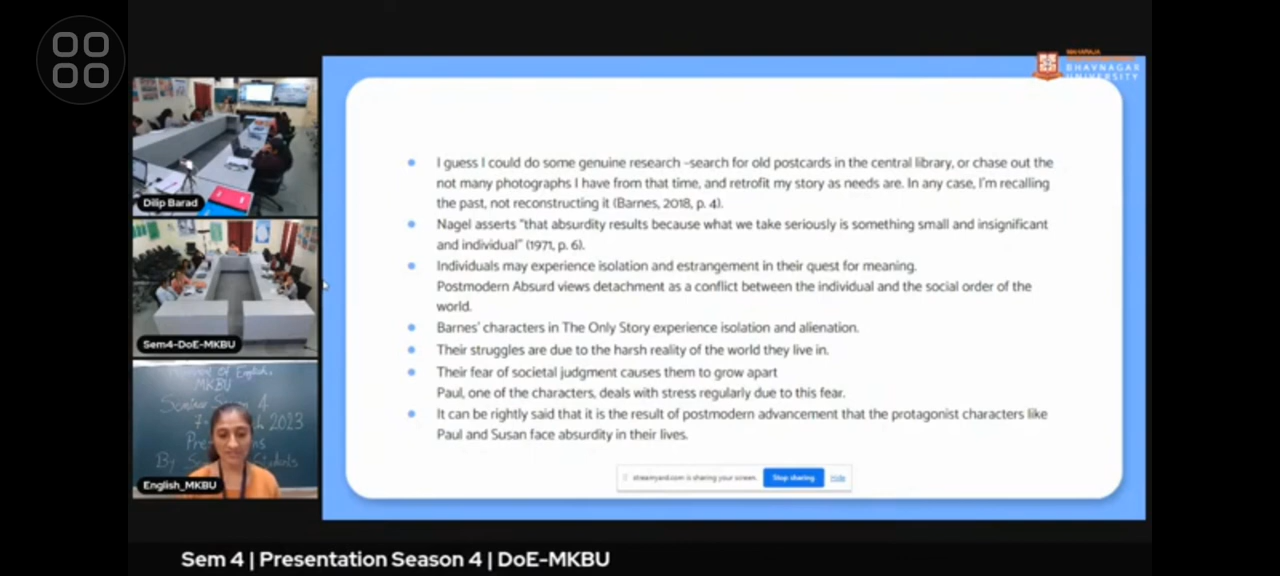 MAHARAJA
BHAVNAGAR
UNIVERSITY
I guess I could do some genuine research –search for old postcards in the central library, or chase out the
not many photographs I have from that time, and retrofit my story as needs are. In any case, I'm recalling
the past, not reconstructing it (Barnes, 2018, p. 4).
Nagel asserts "that absurdity results because what we take seriously is something small and insignificant
and individual" (1971, p. 6).
Individuals may experience isolation and estrangement in their quest for meaning.
Postmodern Absurd views detachment as a conflict between the individual and the social order of the
world.
Barnes' characters in The Only Story experience isolation and alienation.
Their struggles are due to the harsh reality of the world they live in.
Their fear of societal judgment causes them to grow apart
Paul, one of the characters, deals with stress regularly due to this fear.
It can be rightly said that it is the result of postmodern advancement that the protagonist characters like
Paul and Susan face absurdity in their lives.
streamyard.com is sharing your screen.
Stop sharing
Hide
Dilip Barad
Sem4-DoE-MKBU
Of English,
MKBU
4
2023
By
English_MKBU
Sem 4 | Presentation Season 4 | DoE-MKBU